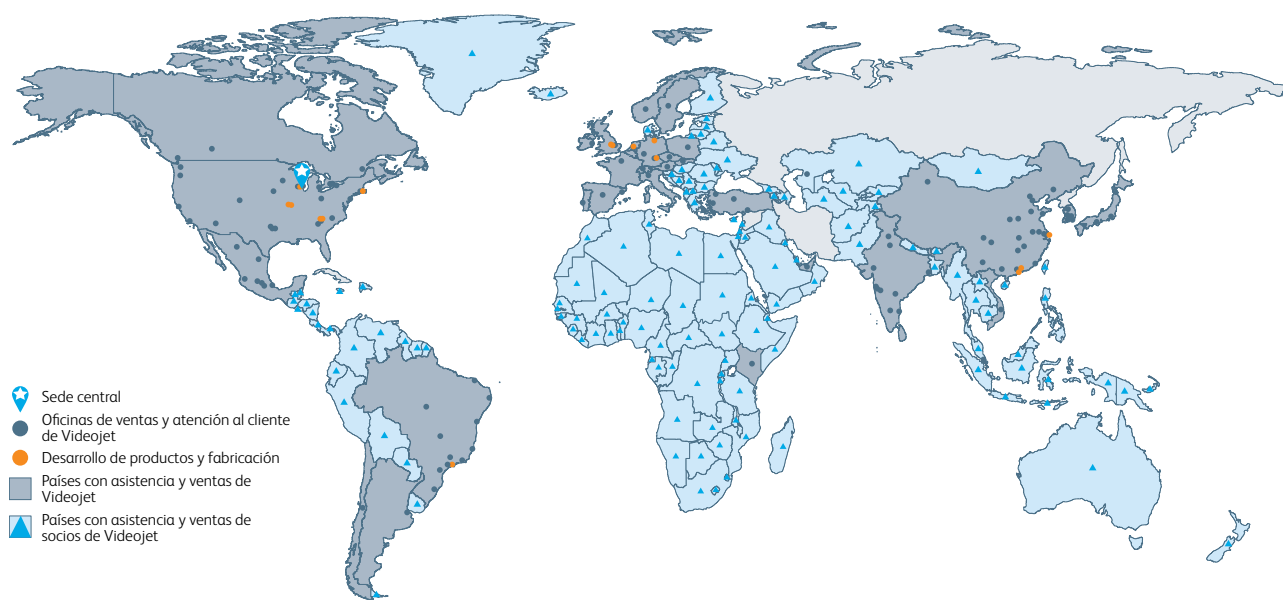 Sede central
Oficinas de ventas y atención al cliente
de Videojet
Desarrollo de productos y fabricación
Países con asistencia y ventas de
Videojet
Países con asistencia y ventas de
socios de Videojet